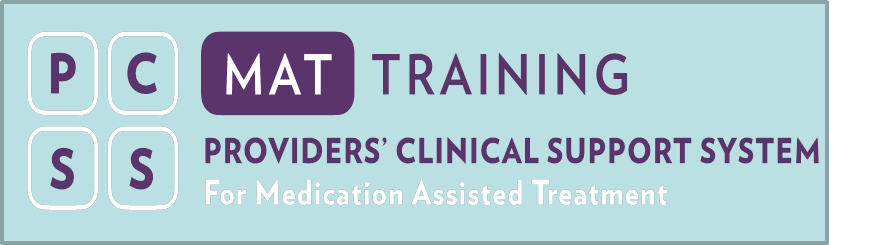 P C
S S
MAT TRAINING
PROVIDERS’ CLINICAL SUPPORT SYSTEM
For Medication Assisted Treatment